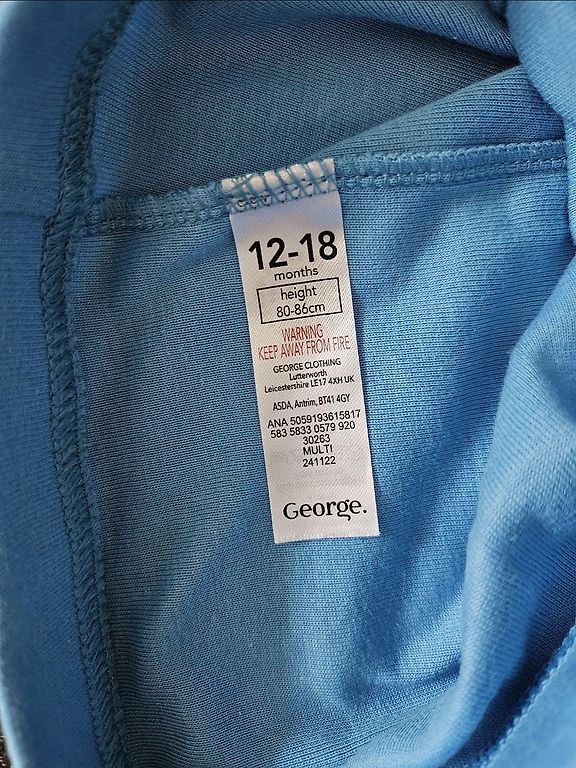 12-18
months
height
80-86cm
WARNING
KEEP AWAY FROM FIRE
GEORGE CLOTHING
Lutterworth
Leicestershire LE17 4XH UK
ASDA, Antrim, BT41 4GY
ANA 5059193615817
583 5833 0579 920
30263
MULTI
241122
George.